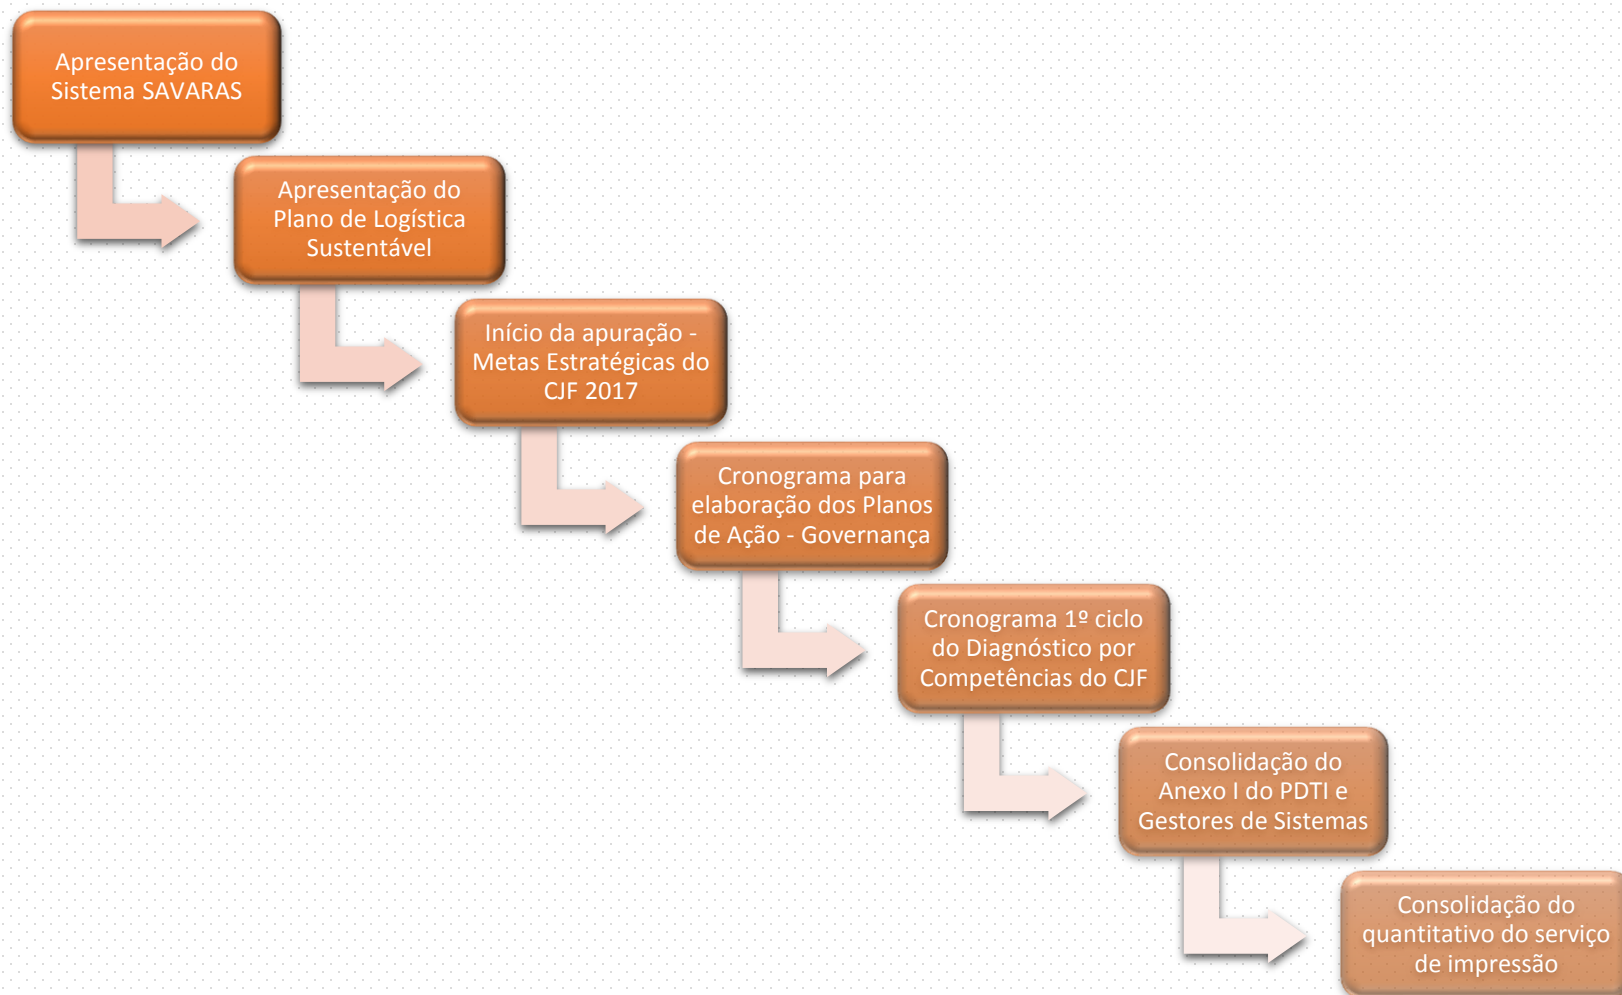 Apresentação do
Sistema SAVARAS
Apresentação do
Plano de Logística
Sustentável
Início da apuração -
Metas Estratégicas do
CJF 2017
Cronograma para
elaboração dos Planos
de Ação - Governança
Cronograma 1º ciclo
do Diagnóstico por
Competências do CJF
Consolidação do
Anexo I do PDTI e
Gestores de Sistemas
Consolidação do
quantitativo do serviço
de impressão